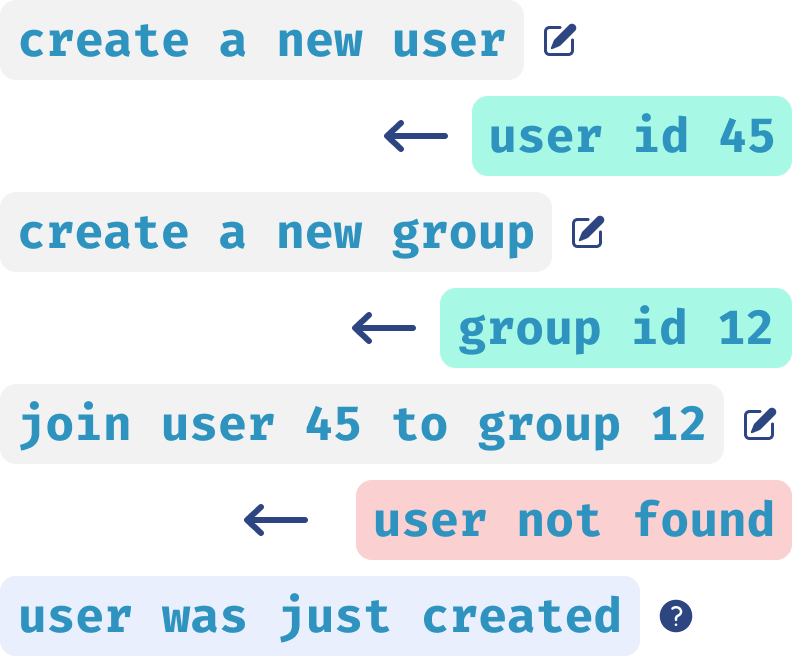 create a new user
user id 45
create a new group
group id 12
join user 45 to group 12
user not found
user was just created ?